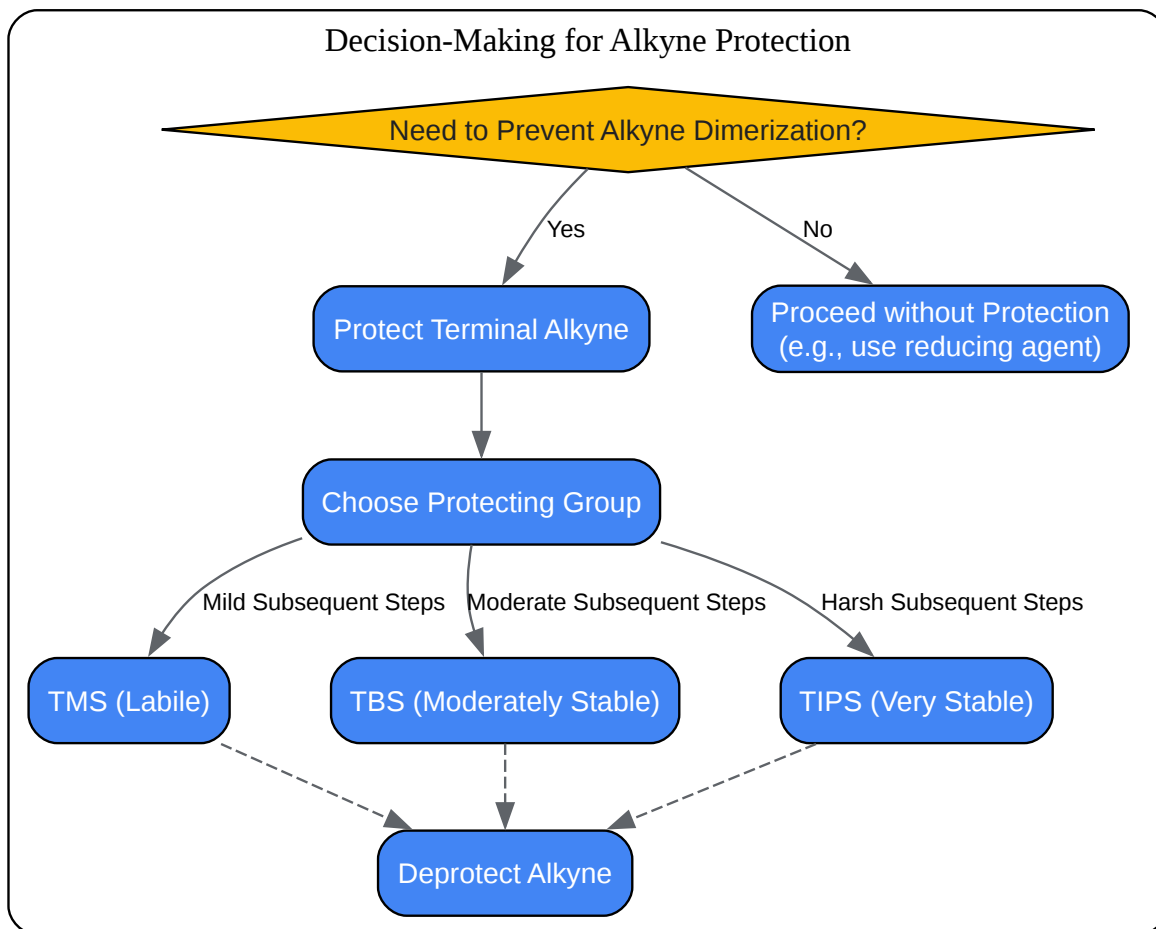 Decision-Making for Alkyne Protection
Need to Prevent Alkyne Dimerization?
Yes
No
Protect Terminal Alkyne
Proceed without Protection
(e.g., use reducing agent)
Choose Protecting Group
Mild Subsequent Steps
Moderate Subsequent Steps
Harsh Subsequent Steps
TMS (Labile)
TBS (Moderately Stable)
TIPS (Very Stable)
Deprotect Alkyne